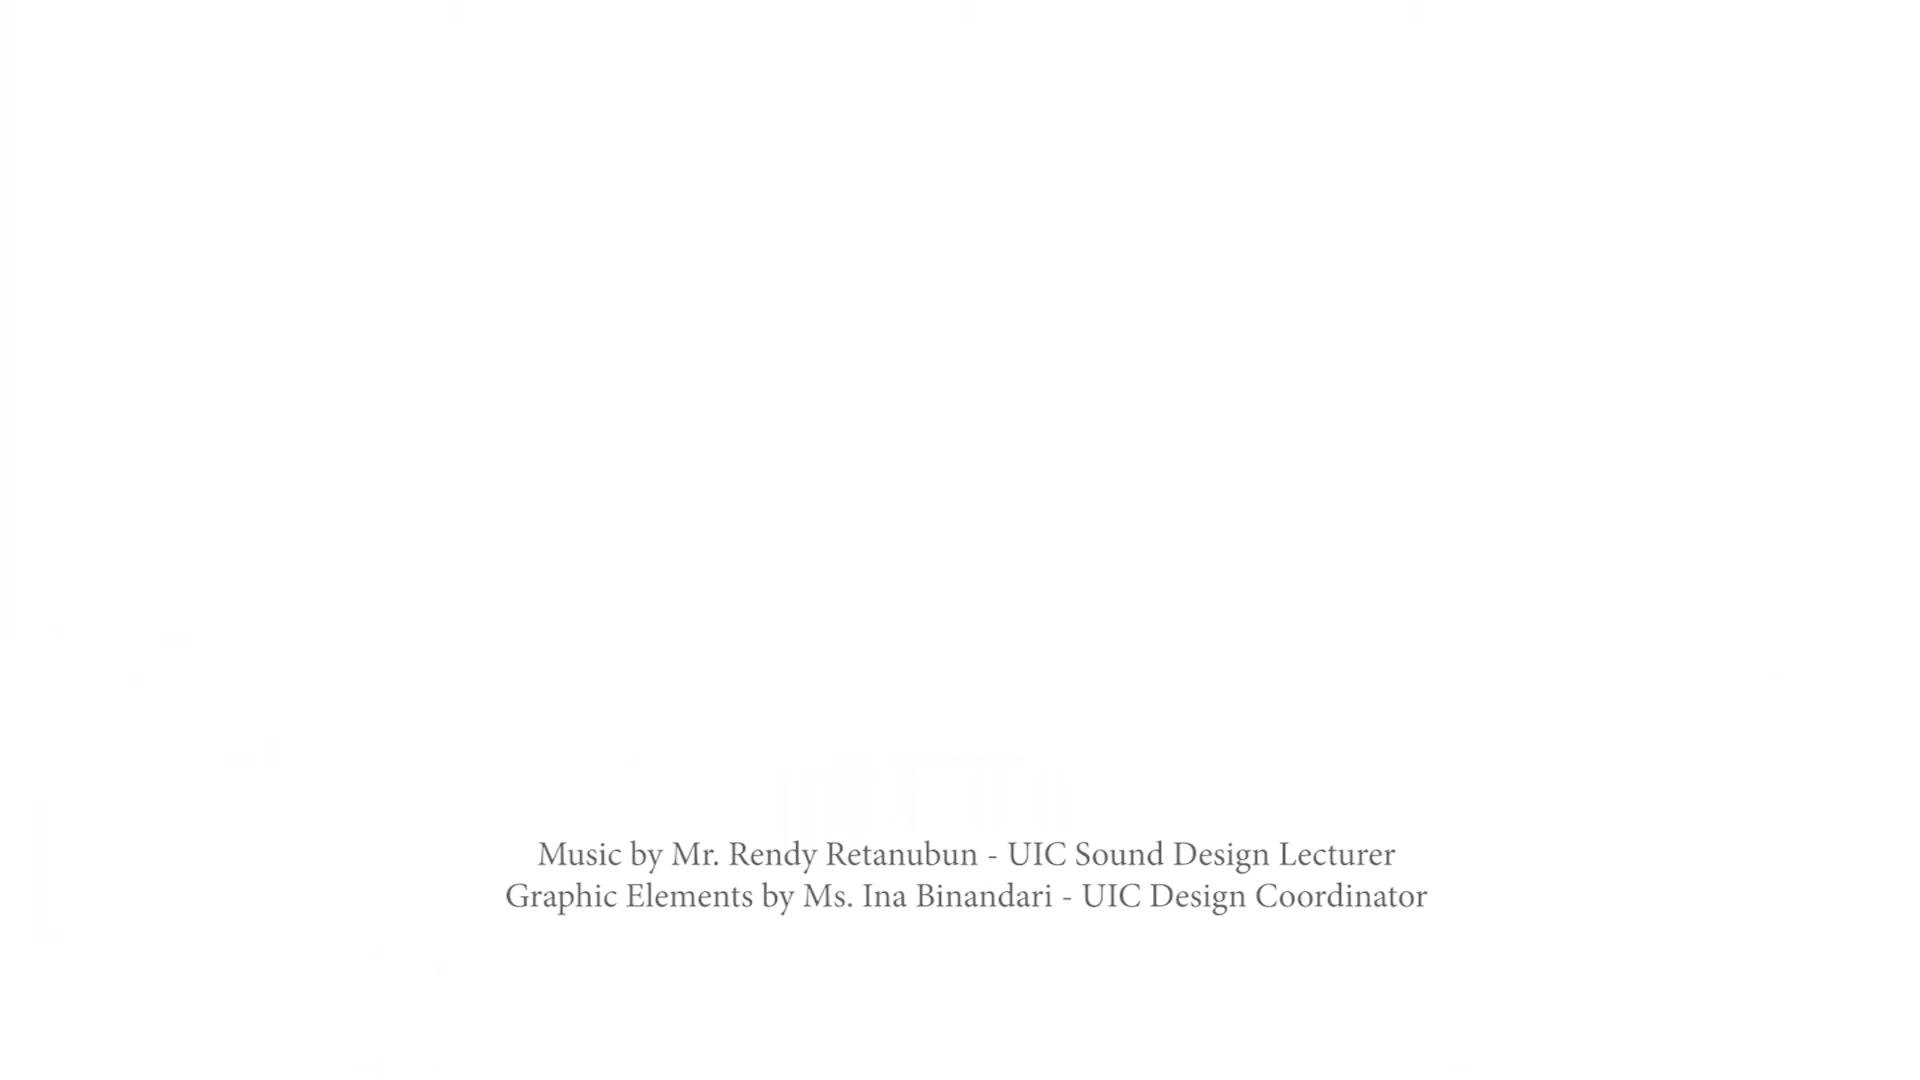 Music by Mr. Rendy Retanubun - UIC Sound Design Lecturer
Graphic Elements by Ms. Ina Binandari - UIC Design Coordinator